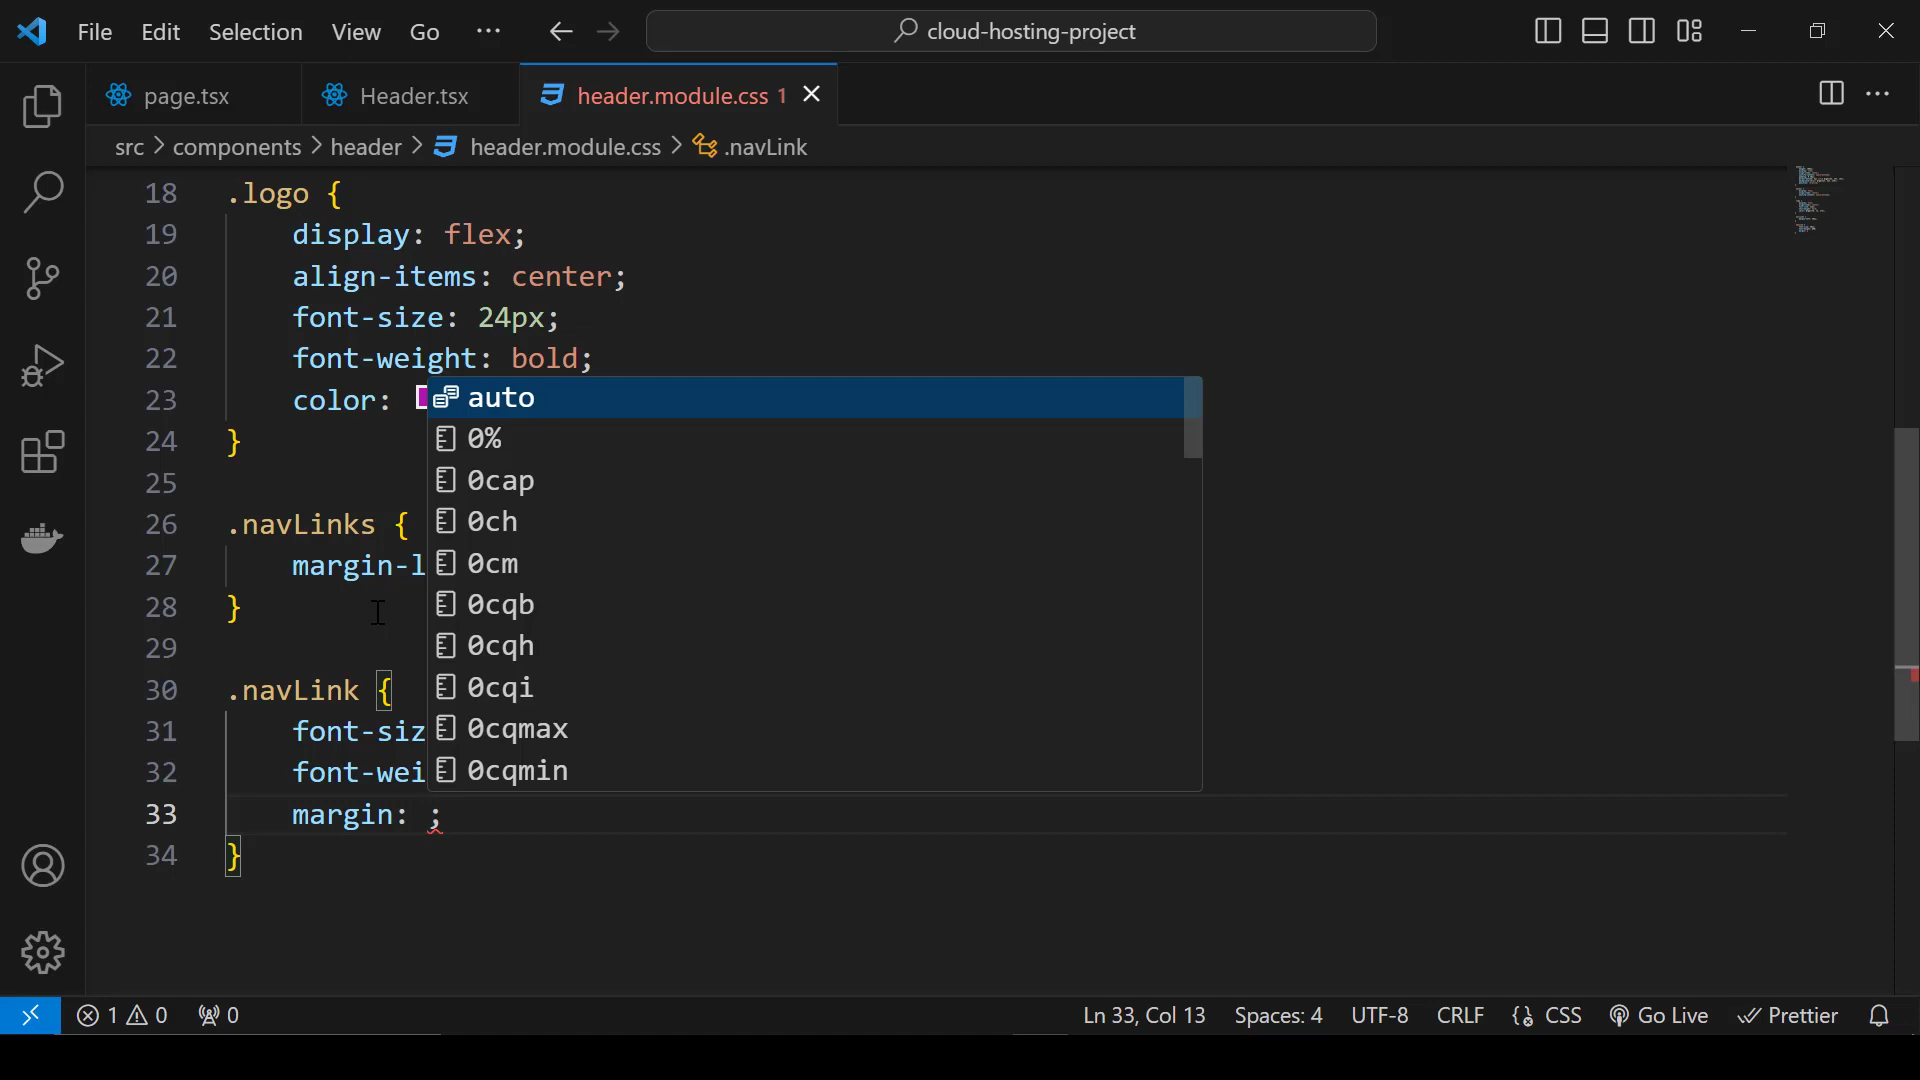 File Edit Selection View Go ··· cloud-hosting-project
page.tsx Header.tsx header.module.css 1
src > components > header > header.module.css > .navLink
18 .logo {
19 display: flex;
20 align-items: center;
21 font-size: 24px;
22 font-weight: bold;
23 color:
24 }
25
26 .navLinks {
27 margin-l
28 }
29
30 .navLink {
31 font-siz
32 font-wei
33 margin: ;
34 }
auto
0%
0cap
0ch
0cm
0cqb
0cqh
0cqi
0cqmax
0cqmin
1 0 0 Ln 33, Col 13 Spaces: 4 UTF-8 CRLF {} CSS Go Live Prettier